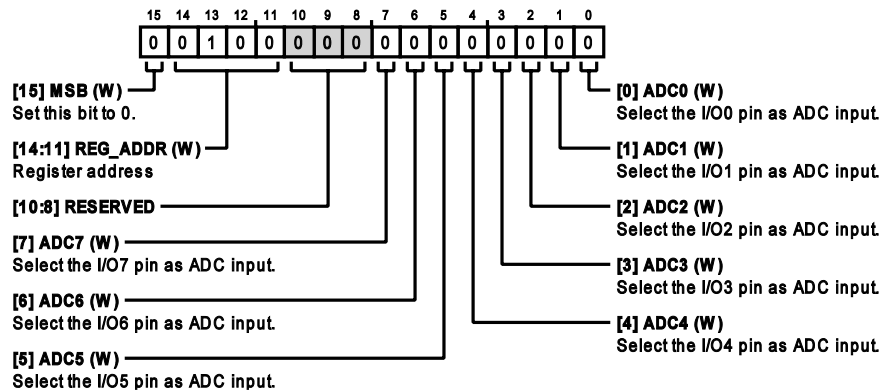 15 14 13 12 11 10 9 8 7 6 5 4 3 2 1 0
0 0 1 0 0 0 0 0 0 0 0 0 0 0 0 0
[15] MSB (W)
Set this bit to 0.
[14:11] REG_ADDR (W)
Register address
[10:8] RESERVED
[7] ADC7 (W)
Select the I/O7 pin as ADC input.
[6] ADC6 (W)
Select the I/O6 pin as ADC input.
[5] ADC5 (W)
Select the I/O5 pin as ADC input.
[0] ADC0 (W)
Select the I/O0 pin as ADC input.
[1] ADC1 (W)
Select the I/O1 pin as ADC input.
[2] ADC2 (W)
Select the I/O2 pin as ADC input.
[3] ADC3 (W)
Select the I/O3 pin as ADC input.
[4] ADC4 (W)
Select the I/O4 pin as ADC input.